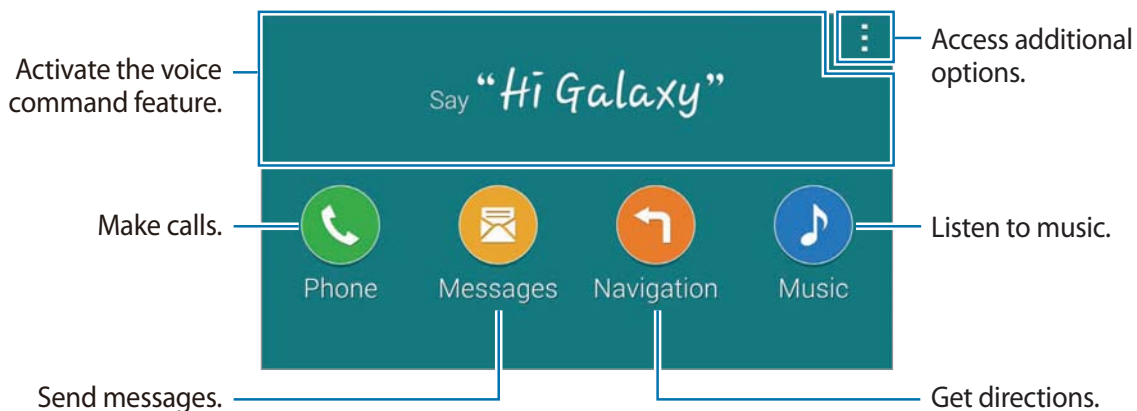 Access additional
options.
Activate the voice
command feature.
Say “Hi Galaxy”
Make calls.
Listen to music.
Phone
Messages
Navigation
Music
Send messages.
Get directions.